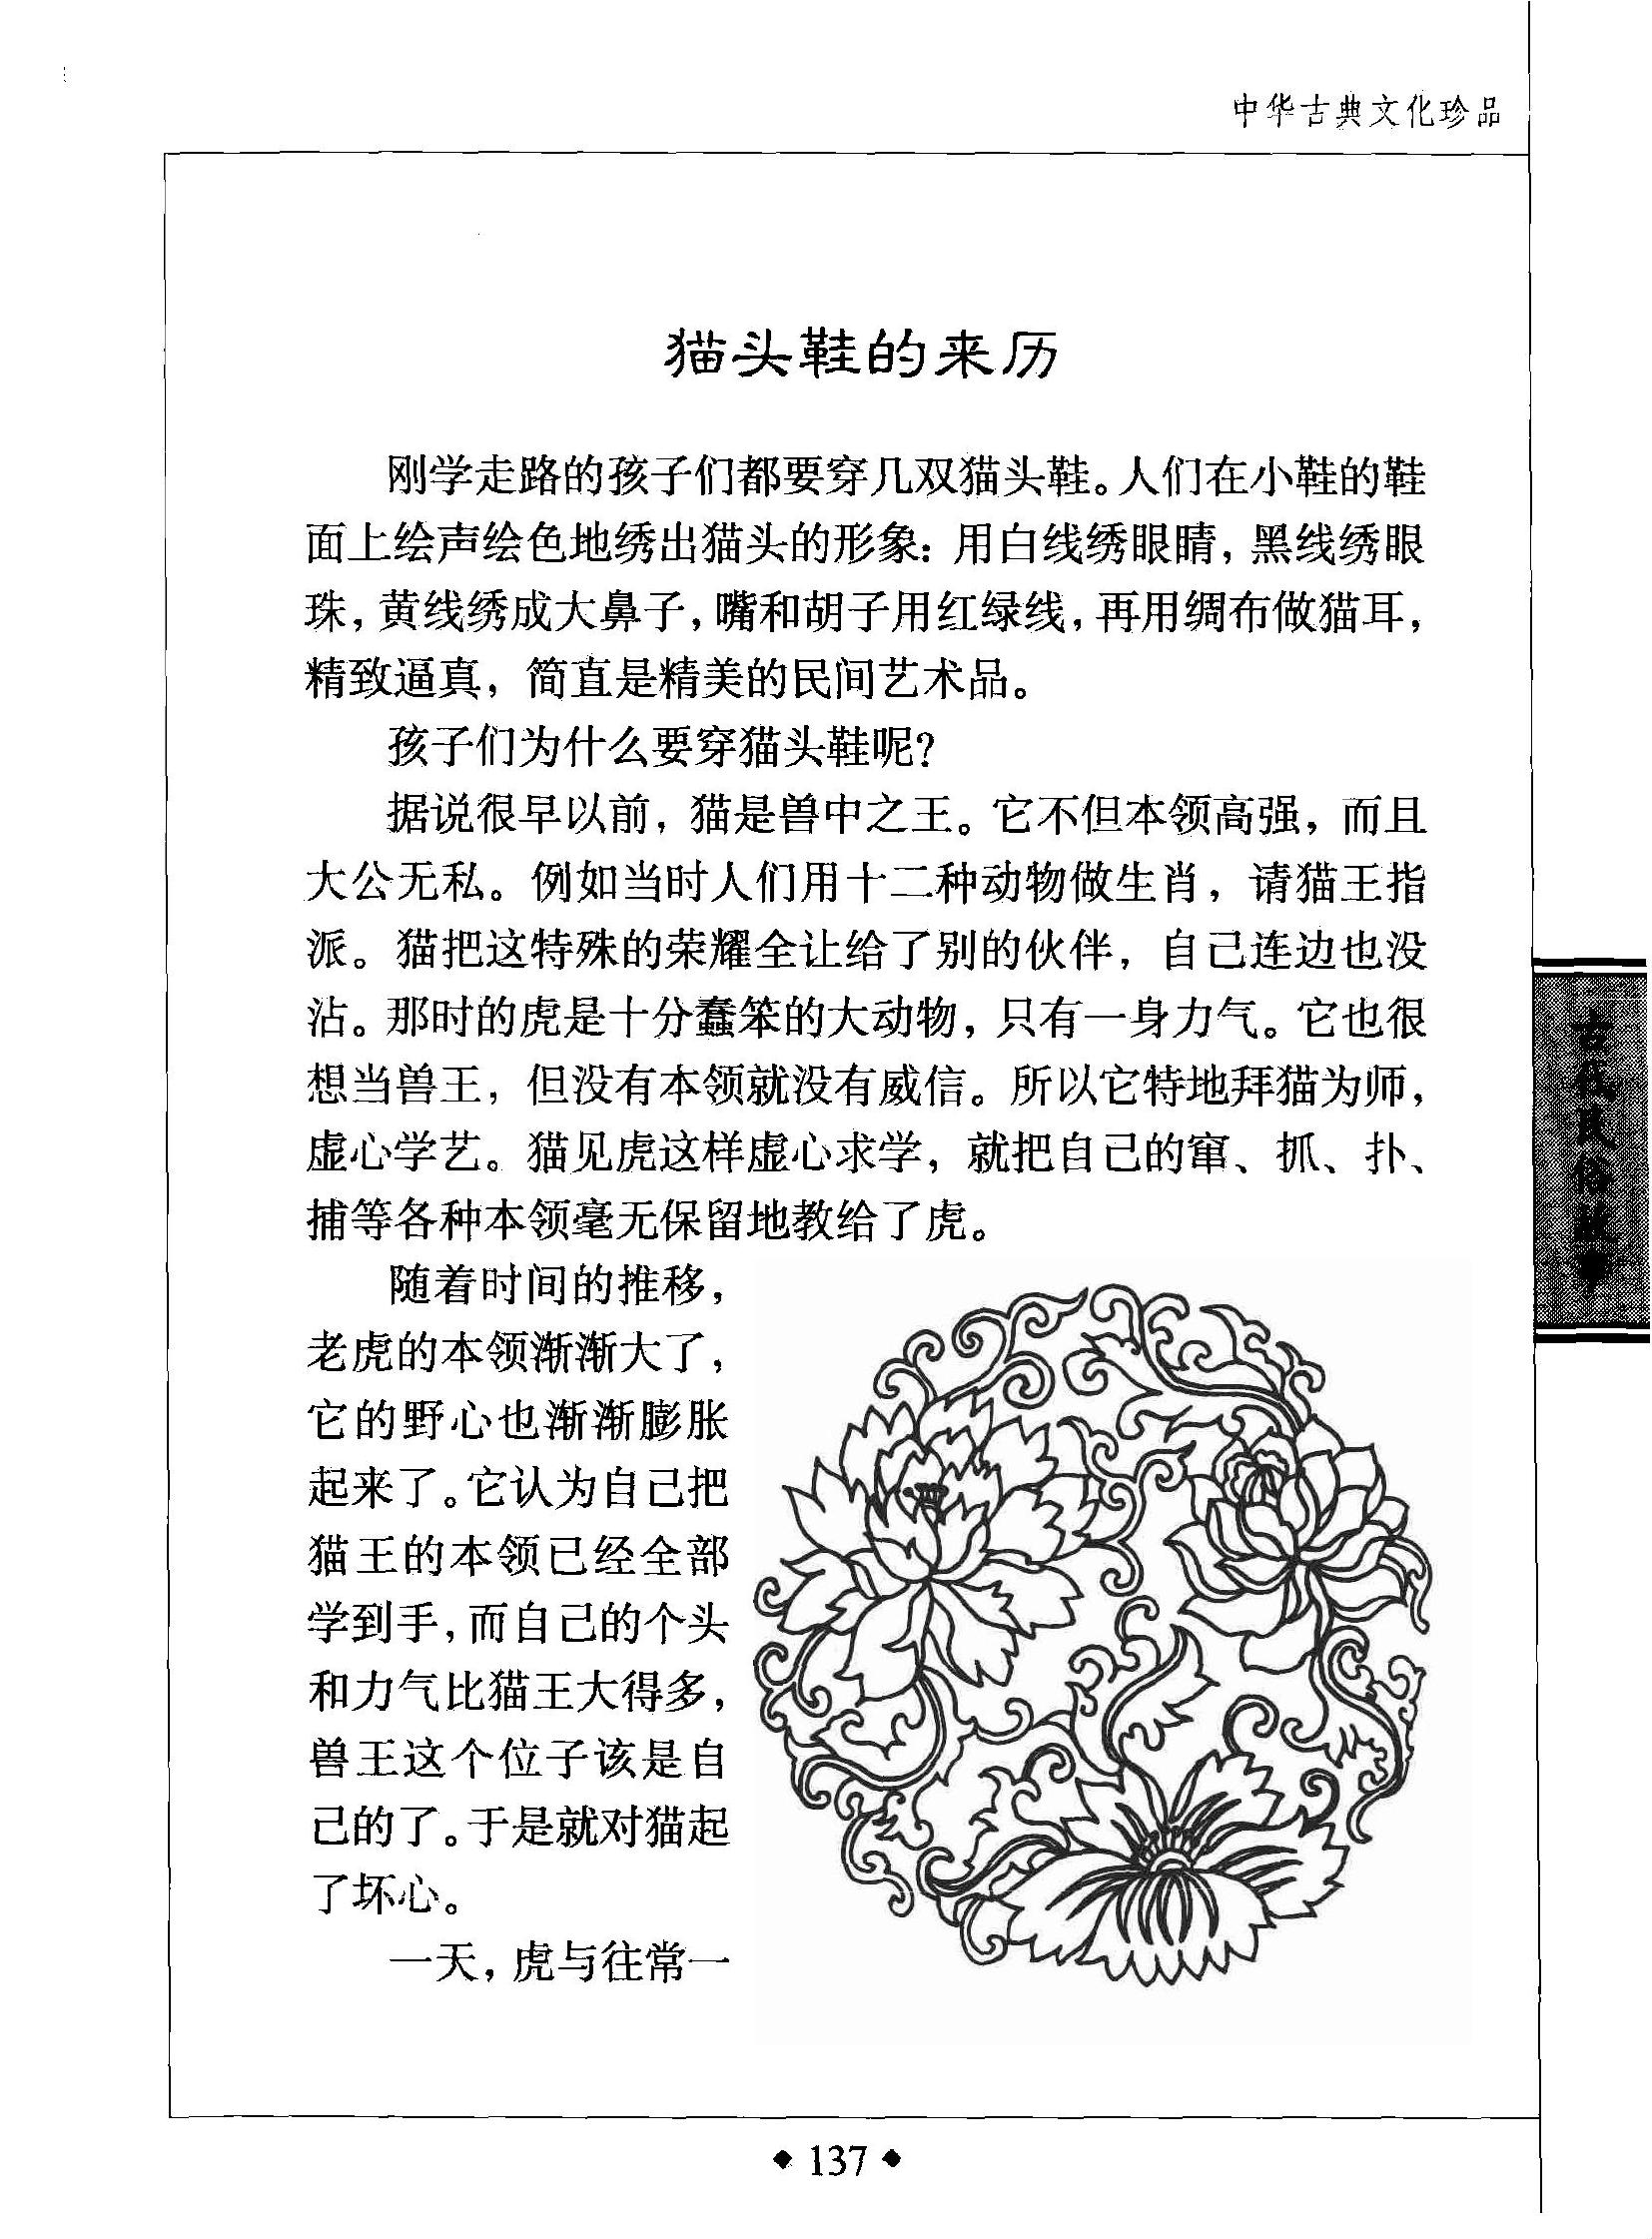 中华古典文化珍品
猫头鞋的来历
刚学走路的孩子们都要穿几双猫头鞋。人们在小鞋的鞋
面上绘声绘色地绣出猫头的形象：用白线绣眼睛，黑线绣眼
珠，黄线绣成大鼻子，嘴和胡子用红绿线，再用绸布做猫耳，
精致逼真，简直是精美的民间艺术品。
孩子们为什么要穿猫头鞋呢？
据说很早以前，猫是兽中之王。它不但本领高强，而且
大公无私。例如当时人们用十二种动物做生肖，请猫王指
派。猫把这特殊的荣耀全让给了别的伙伴，自己连边也没
沾。那时的虎是十分蠢笨的大动物，只有一身力气。它也很
想当兽王，但没有本领就没有威信。所以它特地拜猫为师，
虚心学艺。猫见虎这样虚心求学，就把自己的窜、抓、扑、
捕等各种本领毫无保留地教给了虎。
随着时间的推移，
老虎的本领渐渐大了，
它的野心也渐渐膨胀
起来了。它认为自己把
猫王的本领已经全部
学到手，而自己的个头
和力气比猫王大得多，
兽王这个位子该是自
己的了。于是就对猫起
了坏心。
一天，虎与往常一
古代民俗故事
◆ 137 ◆